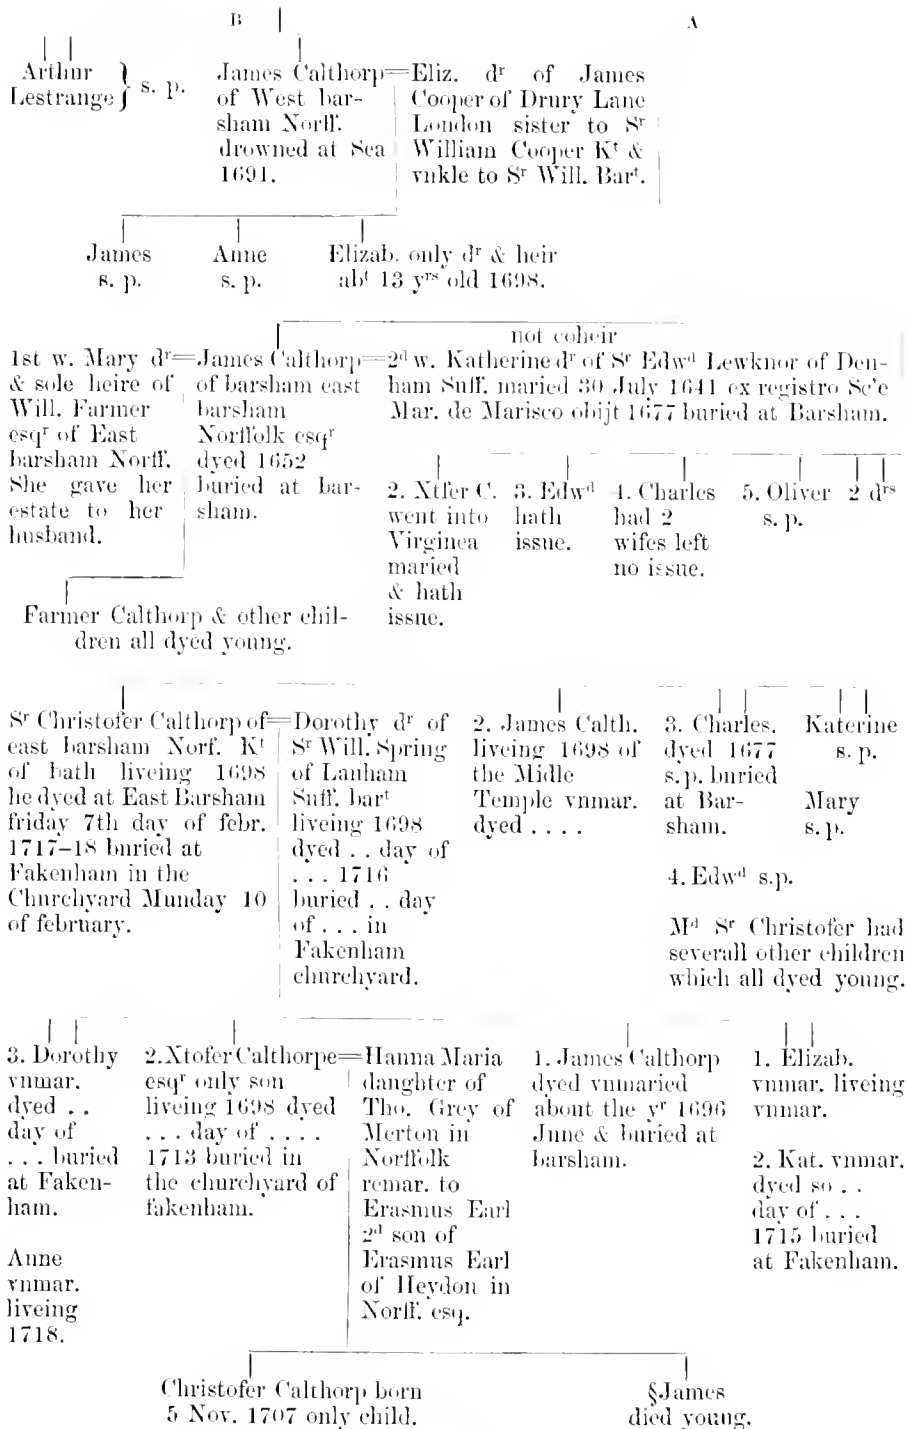 B
A
Arthur
Lestrange } s. p.
James Calthorp=
of West bar-
sham Norff.
drowned at Sea
1691.
Eliz. dʳ of James
Cooper of Drury Lane
London sister to Sʳ
William Cooper Kᵗ &
vnkle to Sʳ Will. Barᵗ.
James
s. p.
Anne
s. p.
Elizab. only dʳ & heir
abᵗ 13 yʳˢ old 1698.
not coheir
1st w. Mary dʳ=
& sole heire of
Will. Farmer
esqʳ of East
barsham Norff.
She gave her
estate to her
husband.
James Calthorp=
of barsham east
barsham
Norffolk esqʳ
dyed 1652
buried at bar-
sham.
2ᵈ w. Katherine dʳ of Sʳ Edwᵈ Lewknor of Den-
ham Suff. maried 30 July 1641 ex registro Sc'e
Mar. de Marisco obijt 1677 buried at Barsham.
2. Xtfer C.
went into
Virginea
maried
& hath
issue.
3. Edwᵈ
hath
issue.
4. Charles
had 2
wifes left
no issue.
5. Oliver
s. p.
2 dʳˢ
Farmer Calthorp & other chil-
dren all dyed young.
Sʳ Christofer Calthorp of=
east barsham Norf. Kᵗ
of bath liveing 1698
he dyed at East Barsham
friday 7th day of febr.
1717–18 buried at
Fakenham in the
Churchyard Munday 10
of february.
Dorothy dʳ of
Sʳ Will. Spring
of Lanham
Suff. barᵗ
liveing 1698
dyed . . day of
. . . 1716
buried . . day
of . . . in
Fakenham
churchyard.
2. James Calth.
liveing 1698 of
the Midle
Temple vnmar.
dyed . . . .
3. Charles.
dyed 1677
s.p. buried
at Bar-
sham.
4. Edwᵈ s.p.
Katerine
s. p.
Mary
s. p.
Mᵈ Sʳ Christofer had
severall other children
which all dyed young.
3. Dorothy
vnmar.
dyed . .
day of
. . . buried
at Faken-
ham.
Anne
vnmar.
liveing
1718.
2. Xtofer Calthorpe=
esqʳ only son
liveing 1698 dyed
. . . day of . . . .
1713 buried in
the churchyard of
fakenham.
Hanna Maria
daughter of
Tho. Grey of
Merton in
Norffolk
remar. to
Erasmus Earl
2ᵈ son of
Erasmus Earl
of Heydon in
Norff. esq.
1. James Calthorp
dyed vnmaried
about the yʳ 1696
June & buried at
barsham.
1. Elizab.
vnmar. liveing
vnmar.
2. Kat. vnmar.
dyed so . .
day of . . .
1715 buried
at Fakenham.
Christofer Calthorp born
5 Nov. 1707 only child.
§James
died young.